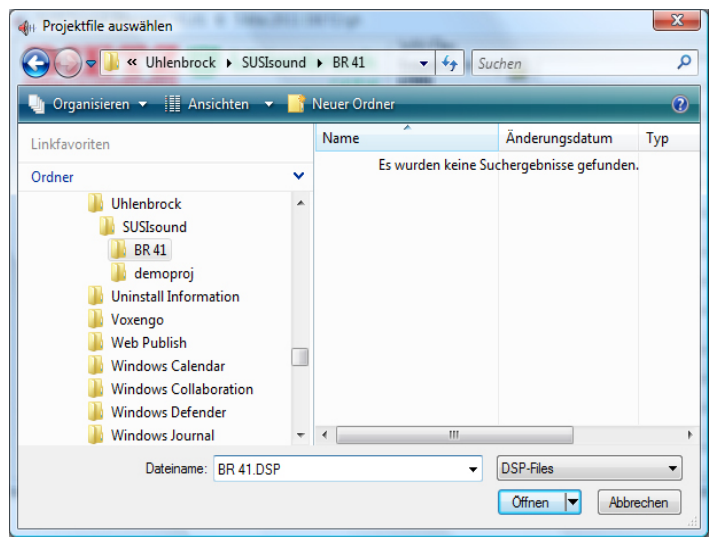 Projektfile auswählen
« Uhlenbrock SUSIsound BR 41
Suchen
Organisieren Ansichten Neuer Ordner
Linkfavoriten
Ordner
Uhlenbrock
SUSIsound
BR 41
demoproj
Uninstall Information
Voxengo
Web Publish
Windows Calendar
Windows Collaboration
Windows Defender
Windows Journal
Name Änderungsdatum Typ
Es wurden keine Suchergebnisse gefunden.
Dateiname: BR 41.DSP
DSP-Files
Öffnen Abbrechen